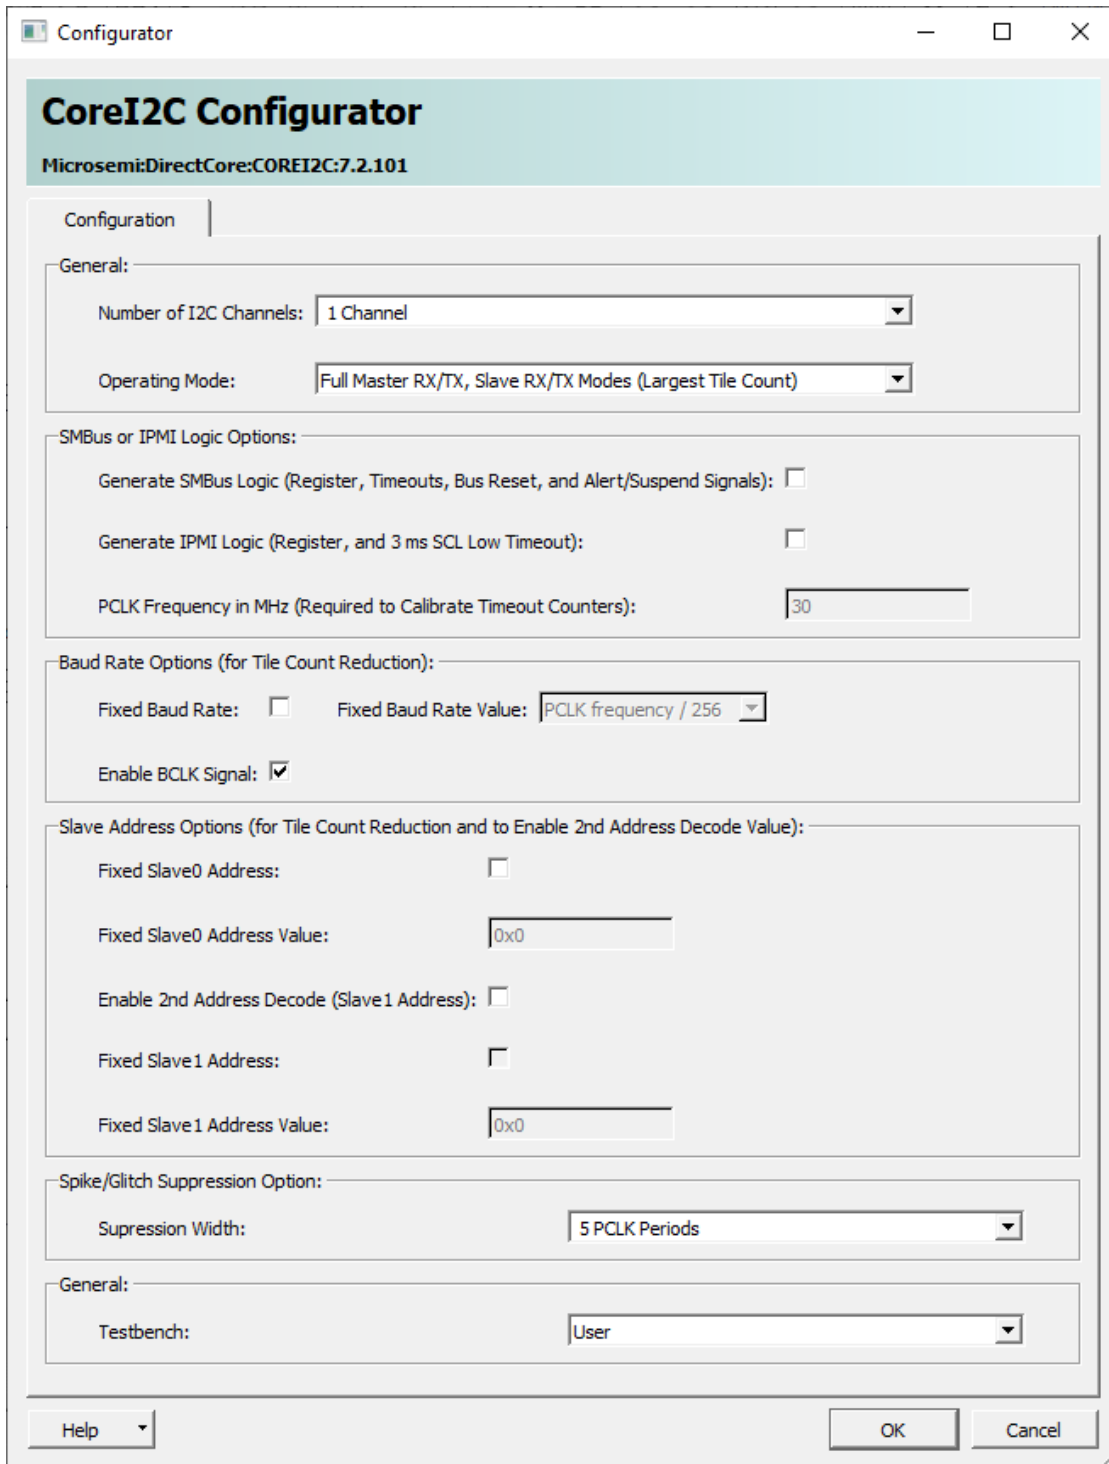 Configurator
CoreI2C Configurator
Microsemi:DirectCore:COREI2C:7.2.101
Configuration
General:
Number of I2C Channels: 1 Channel
Operating Mode: Full Master RX/TX, Slave RX/TX Modes (Largest Tile Count)
SMBus or IPMI Logic Options:
Generate SMBus Logic (Register, Timeouts, Bus Reset, and Alert/Suspend Signals):
Generate IPMI Logic (Register, and 3 ms SCL Low Timeout):
PCLK Frequency in MHz (Required to Calibrate Timeout Counters): 30
Baud Rate Options (for Tile Count Reduction):
Fixed Baud Rate: Fixed Baud Rate Value: PCLK frequency / 256
Enable BCLK Signal:
Slave Address Options (for Tile Count Reduction and to Enable 2nd Address Decode Value):
Fixed Slave0 Address:
Fixed Slave0 Address Value: 0x0
Enable 2nd Address Decode (Slave1 Address):
Fixed Slave1 Address:
Fixed Slave1 Address Value: 0x0
Spike/Glitch Suppression Option:
Supression Width: 5 PCLK Periods
General:
Testbench: User
Help OK Cancel